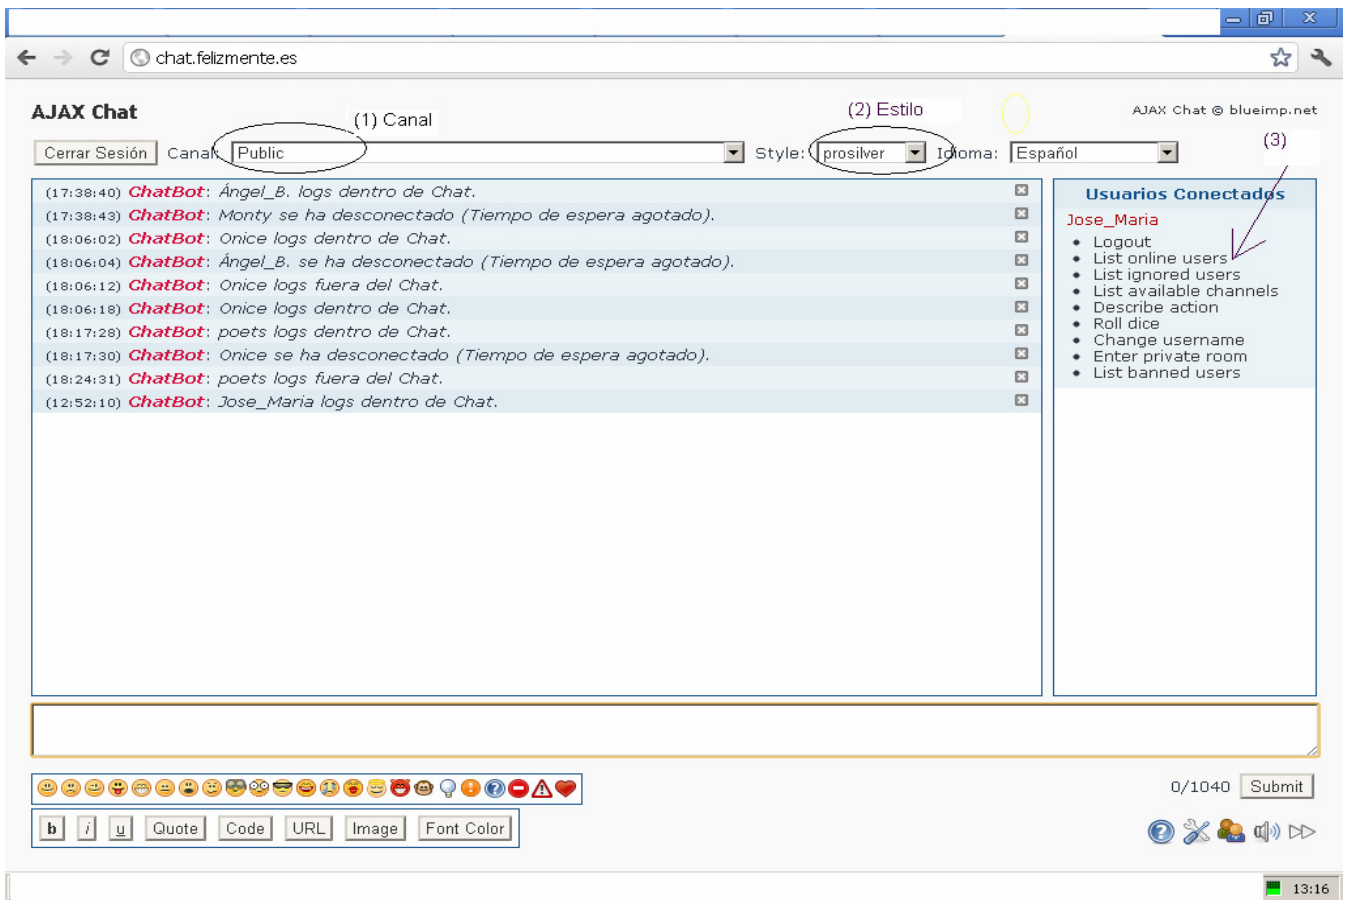 chat.felizmente.es
AJAX Chat
(1) Canal
(2) Estilo
AJAX Chat © blueimp.net
(3)
Cerrar Sesión Canal: Public Style: prosilver Idioma: Español
(17:38:40) ChatBot: Ángel_B. logs dentro de Chat.
(17:38:43) ChatBot: Monty se ha desconectado (Tiempo de espera agotado).
(18:06:02) ChatBot: Onice logs dentro de Chat.
(18:06:04) ChatBot: Ángel_B. se ha desconectado (Tiempo de espera agotado).
(18:06:12) ChatBot: Onice logs fuera del Chat.
(18:06:18) ChatBot: Onice logs dentro de Chat.
(18:17:28) ChatBot: poets logs dentro de Chat.
(18:17:30) ChatBot: Onice se ha desconectado (Tiempo de espera agotado).
(18:24:31) ChatBot: poets logs fuera del Chat.
(12:52:10) ChatBot: Jose_Maria logs dentro de Chat.
Usuarios Conectados
Jose_Maria
Logout
List online users
List ignored users
List available channels
Describe action
Roll dice
Change username
Enter private room
List banned users
0/1040 Submit
b i u Quote Code URL Image Font Color
13:16